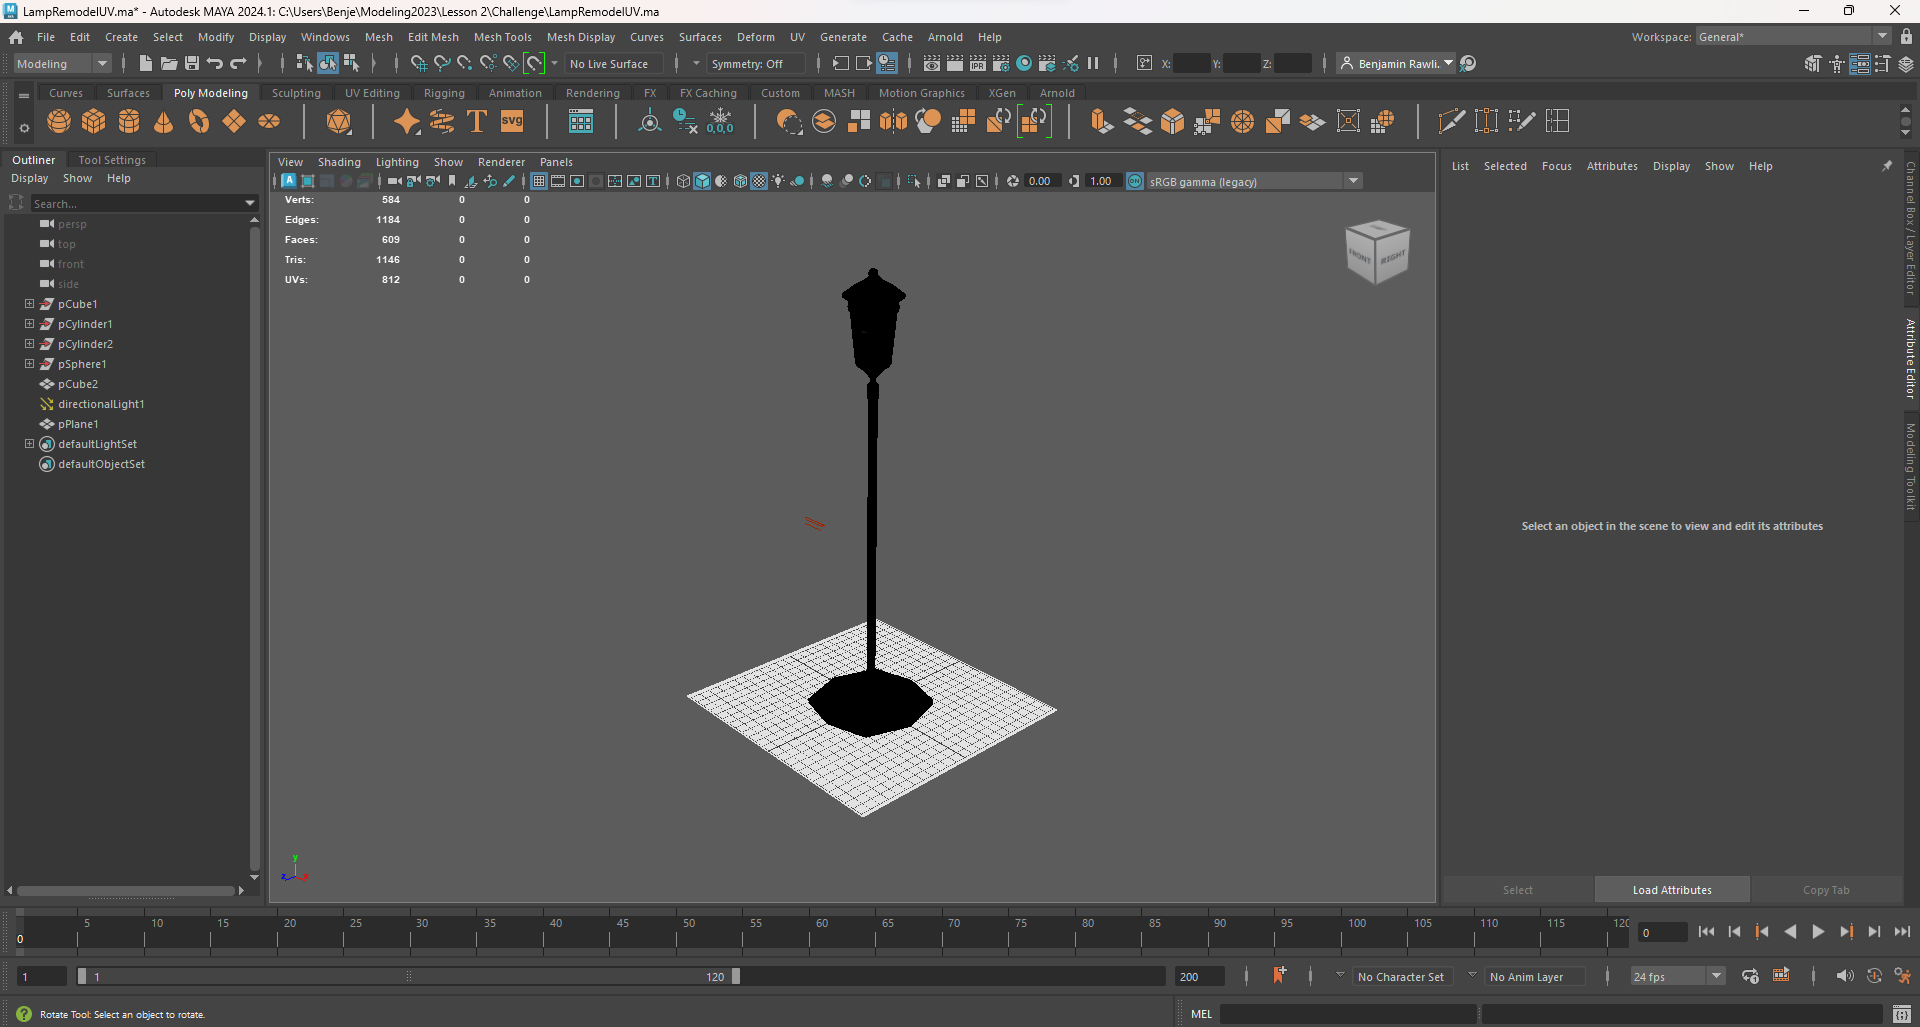 LampRemodelUV.ma* - Autodesk MAYA 2024.1: C:\Users\Benje\Modeling2023\Lesson 2\Challenge\LampRemodelUV.ma
File Edit Create Select Modify Display Windows Mesh Edit Mesh Mesh Tools Mesh Display Curves Surfaces Deform UV Generate Cache Arnold Help Workspace: General*
Modeling No Live Surface Symmetry: Off IPR X: Y: Z: Benjamin Rawli.
Curves Surfaces Poly Modeling Sculpting UV Editing Rigging Animation Rendering FX FX Caching Custom MASH Motion Graphics XGen Arnold
T SVG 0,0,0
Outliner Tool Settings
Display Show Help
Search...
persp
top
front
side
pCube1
pCylinder1
pCylinder2
pSphere1
pCube2
directionalLight1
pPlane1
defaultLightSet
defaultObjectSet
View Shading Lighting Show Renderer Panels
0.00 1.00 ON sRGB gamma (legacy)
Verts: 584 0 0
Edges: 1184 0 0
Faces: 609 0 0
Tris: 1146 0 0
UVs: 812 0 0
FRONT RIGHT
y
z x
List Selected Focus Attributes Display Show Help
Select an object in the scene to view and edit its attributes
Select Load Attributes Copy Tab
Channel Box / Layer Editor
Attribute Editor
Modeling Toolkit
5 10 15 20 25 30 35 40 45 50 55 60 65 70 75 80 85 90 95 100 105 110 115 120
0 0
1 1 120 200 No Character Set No Anim Layer 24 fps
Rotate Tool: Select an object to rotate. MEL